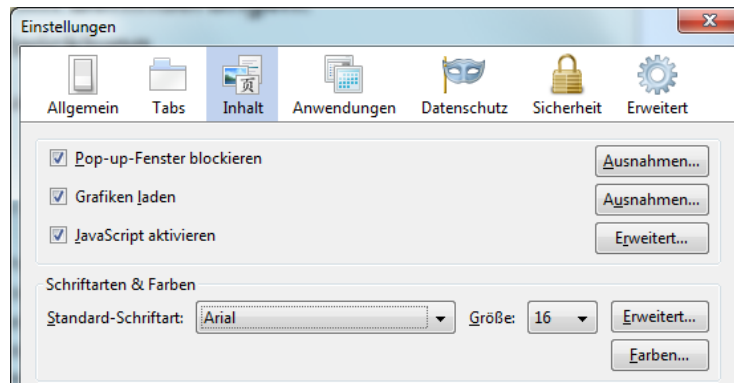 Einstellungen
Allgemein Tabs Inhalt Anwendungen Datenschutz Sicherheit Erweitert
Pop-up-Fenster blockieren Ausnahmen...
Grafiken laden Ausnahmen...
JavaScript aktivieren Erweitert...
Schriftarten & Farben
Standard-Schriftart: Arial Größe: 16 Erweitert...
Farben...